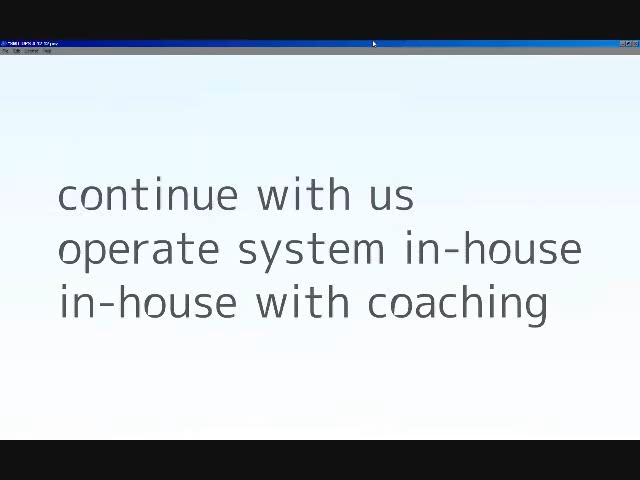 continue with us
operate system in-house
in-house with coaching